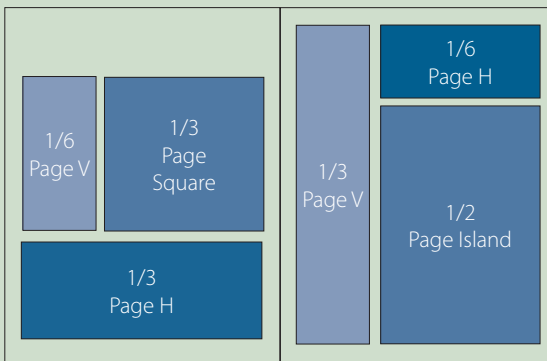 1/6
Page V
1/3
Page
Square
1/3
Page H
1/3
Page V
1/6
Page H
1/2
Page Island